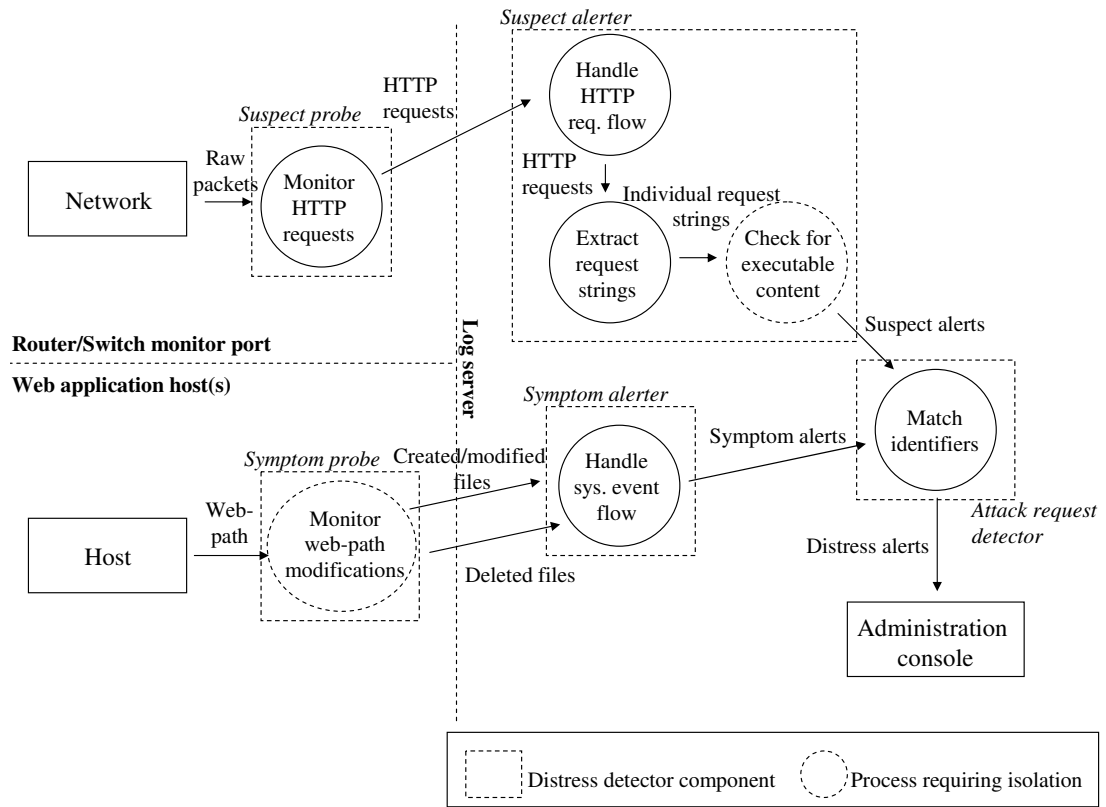 Suspect alerter
Handle
HTTP
req. flow
HTTP
requests
Suspect probe
Raw
packets
Network
Monitor
HTTP
requests
HTTP
requests
Individual request
strings
Extract
request
strings
Check for
executable
content
Suspect alerts
Router/Switch monitor port
Web application host(s)
Log server
Symptom alerter
Match
identifiers
Symptom alerts
Symptom probe
Created/modified
files
Handle
sys. event
flow
Web-
path
Monitor
web-path
modifications
Host
Deleted files
Attack request
detector
Distress alerts
Administration
console
Distress detector component
Process requiring isolation